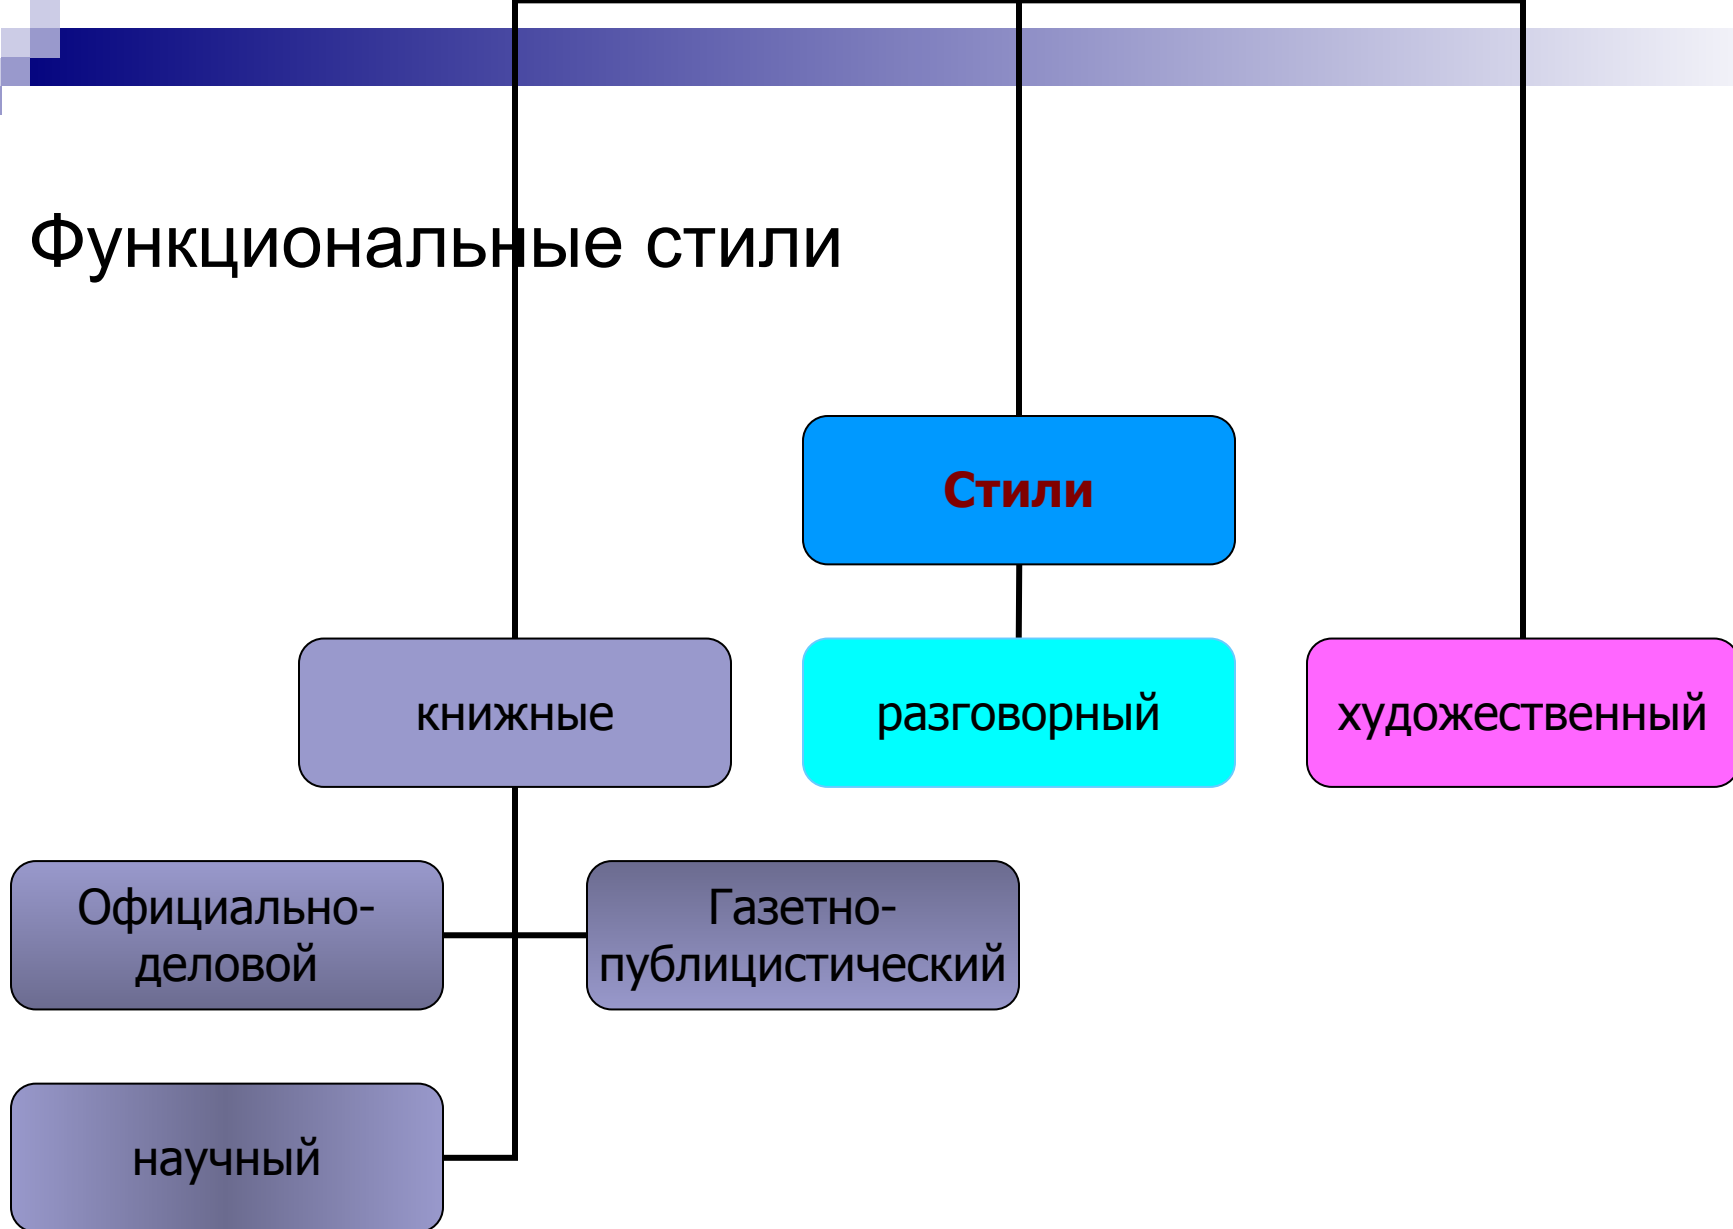 Функциональные стили
Стили
книжные
разговорный
художественный
Официально-
деловой
Газетно-
публицистический
научный